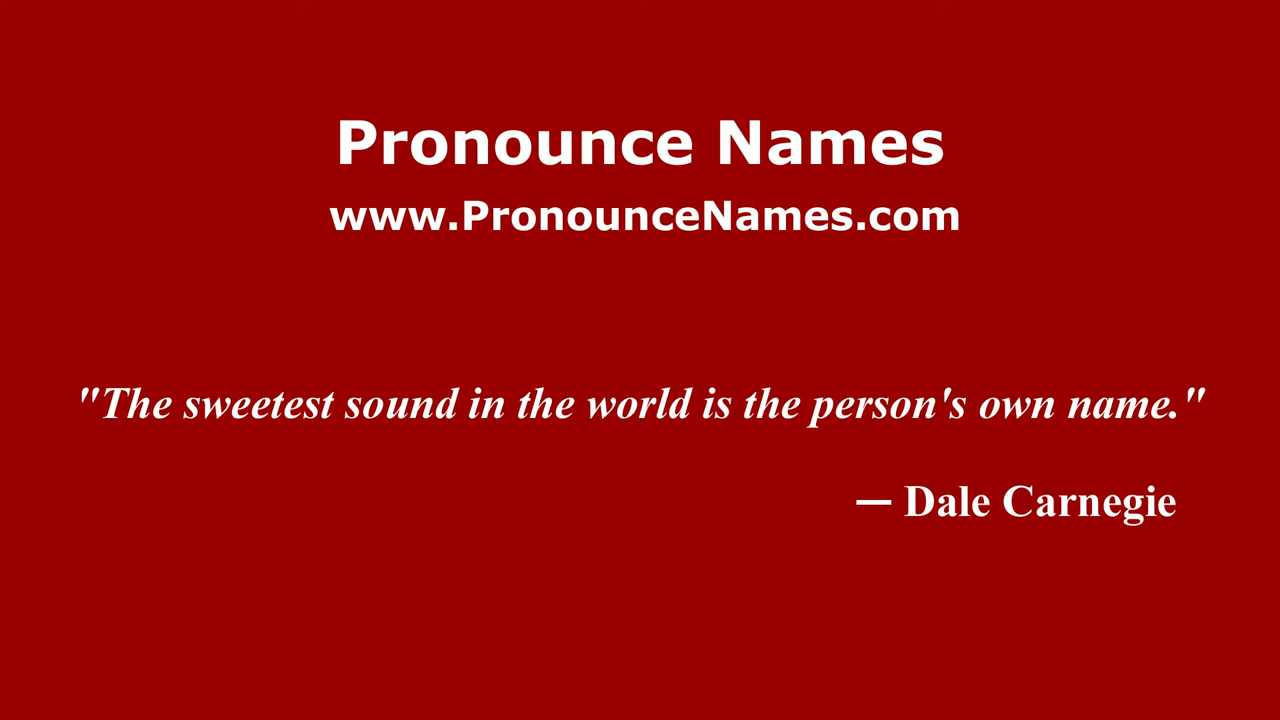 Pronounce Names
www.PronounceNames.com
"The sweetest sound in the world is the person's own name."
— Dale Carnegie